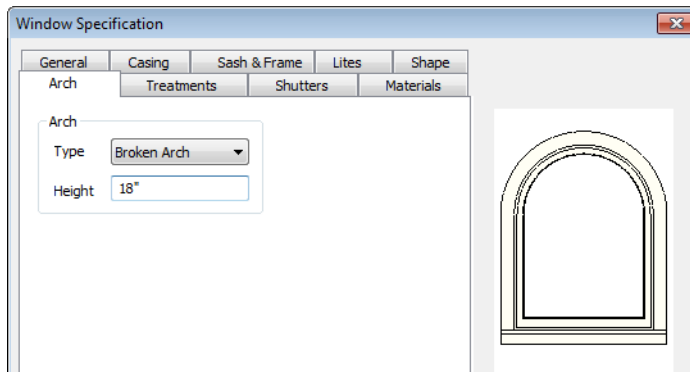 Window Specification
General Casing Sash & Frame Lites Shape
Arch Treatments Shutters Materials
Arch
Type Broken Arch
Height 18"